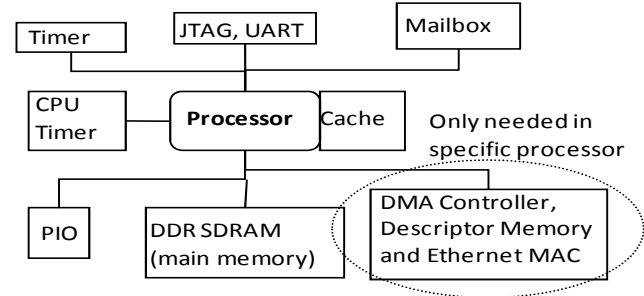 Timer
JTAG, UART
Mailbox
CPU
Timer
Processor
Cache
Only needed in
specific processor
PIO
DDR SDRAM
(main memory)
DMA Controller,
Descriptor Memory
and Ethernet MAC